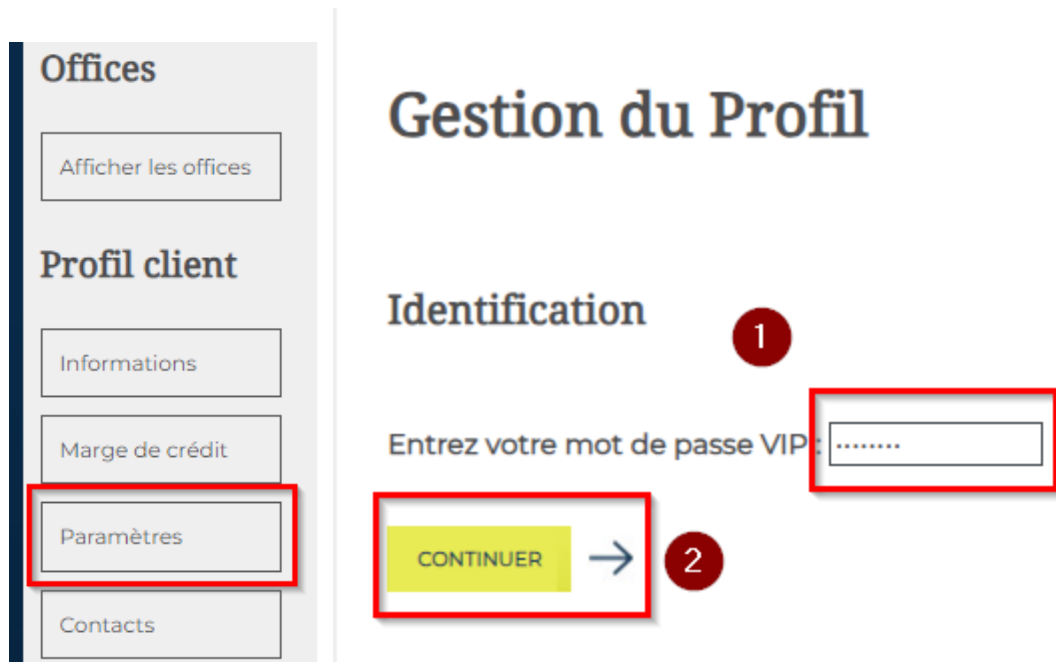 Offices
Afficher les offices
Profil client
Informations
Marge de crédit
Paramètres
Contacts
Gestion du Profil
Identification
1
Entrez votre mot de passe VIP : ........
CONTINUER → 2